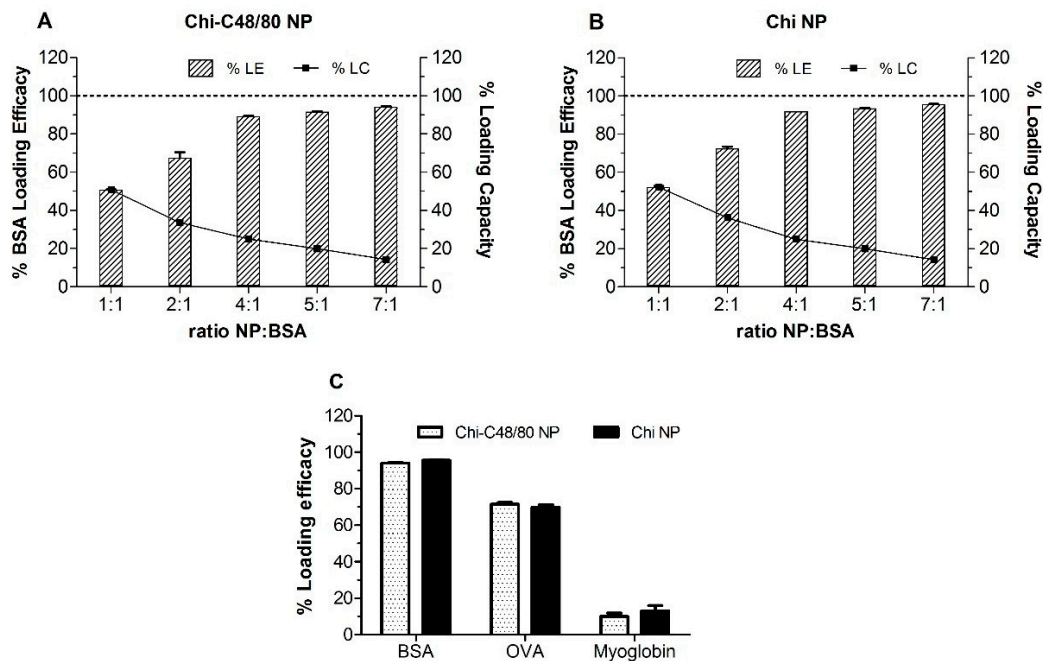 A
Chi-C48/80 NP
% LE
% LC
% BSA Loading Efficacy
120
100
80
60
40
20
0
% Loading Capacity
120
100
80
60
40
20
0
1:1 2:1 4:1 5:1 7:1
ratio NP:BSA
B
Chi NP
% LE
% LC
% BSA Loading Efficacy
120
100
80
60
40
20
0
% Loading Capacity
120
100
80
60
40
20
0
1:1 2:1 4:1 5:1 7:1
ratio NP:BSA
C
Chi-C48/80 NP
Chi NP
% Loading efficacy
120
100
80
60
40
20
0
BSA OVA Myoglobin